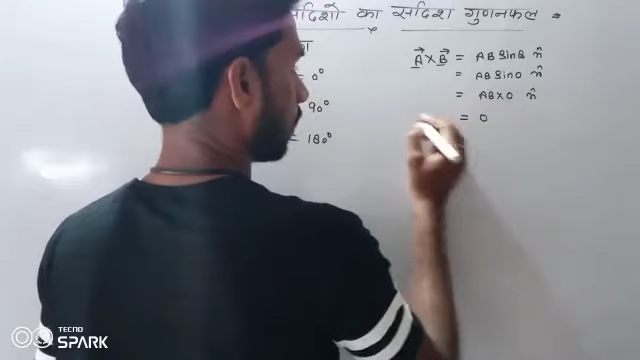 सदिशों का सदिश गुणनफल ⇒
= 0°
90°
= 180°
A⃗ × B⃗ = AB Sinθ n̂
= AB Sin0 n̂
= AB×0 n̂
= 0
TECNO
SPARK